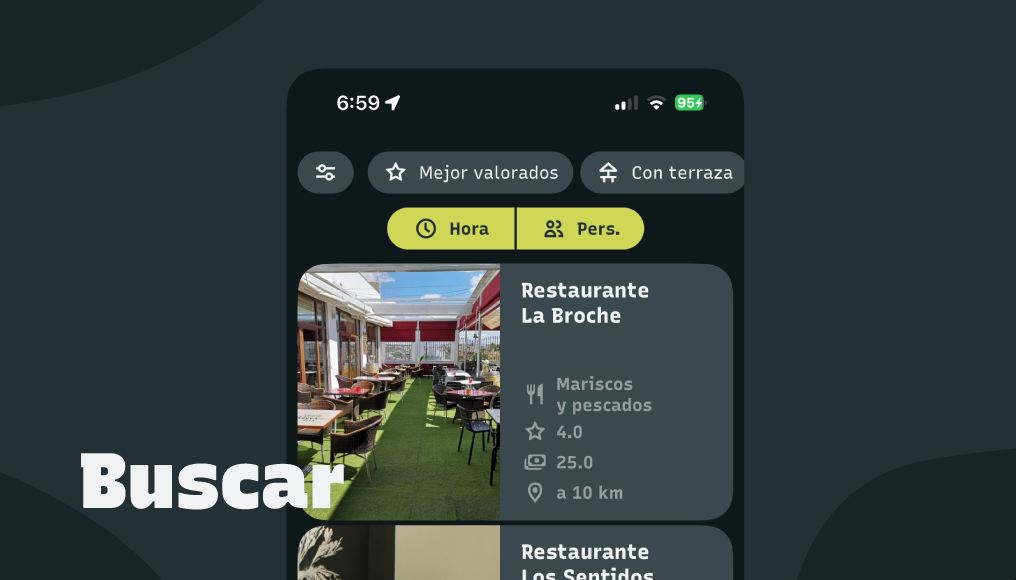 6:59
95
Mejor valorados
Con terraza
Hora
Pers.
Restaurante
La Broche
Mariscos
y pescados
4.0
25.0
a 10 km
Buscar
Restaurante
Los Sentidos